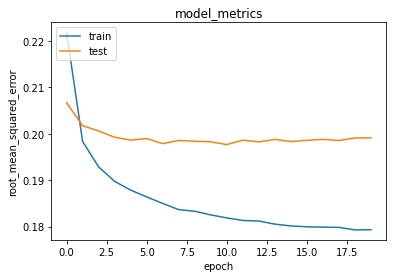 model_metrics
train
test
root_mean_squared_error
0.22
0.21
0.20
0.19
0.18
0.0 2.5 5.0 7.5 10.0 12.5 15.0 17.5
epoch